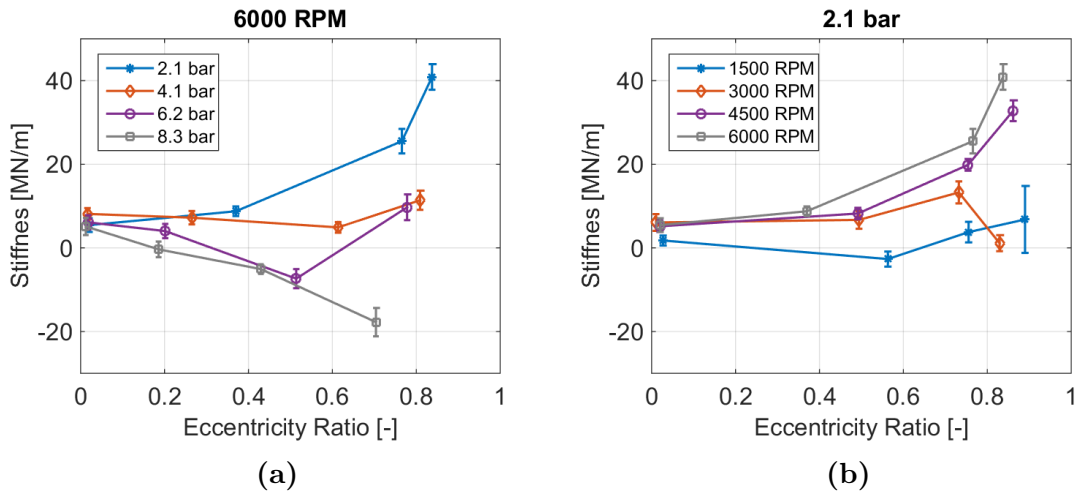 6000 RPM
40
20
0
-20
0
0.2
0.4
0.6
0.8
1
Stiffnes [MN/m]
Eccentricity Ratio [-]
2.1 bar
4.1 bar
6.2 bar
8.3 bar
(a)
2.1 bar
40
20
0
-20
0
0.2
0.4
0.6
0.8
1
Stiffnes [MN/m]
Eccentricity Ratio [-]
1500 RPM
3000 RPM
4500 RPM
6000 RPM
(b)